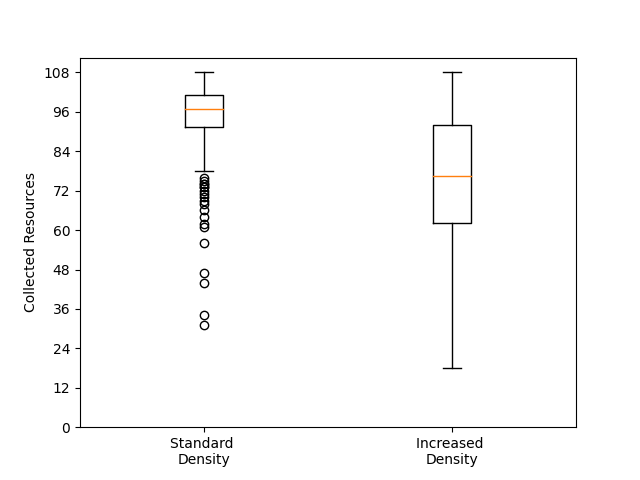 108
96
84
72
60
48
36
24
12
0
Collected Resources
Standard
Density
Increased
Density